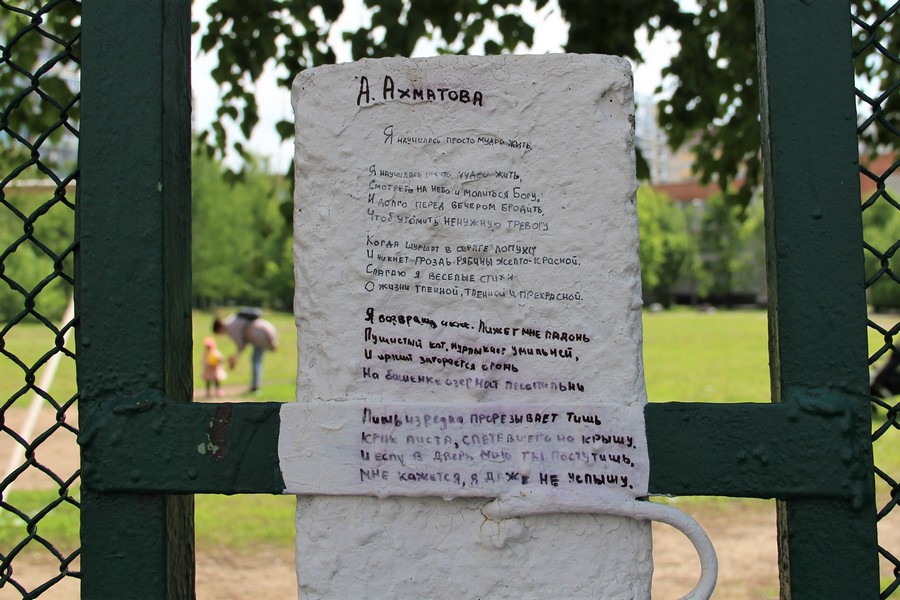 А. Ахматова
Я научилась просто мудро жить,
Я научилась просто, мудро жить,
Смотреть на небо и молиться Богу,
И долго перед вечером бродить,
Чтоб утомить ненужную тревогу
Когда шуршат в овраге лопухи
И никнет гроздь рябины желто-красной,
Слагаю я веселые стихи
О жизни тленной, тленной и прекрасной.
Я возвращаюсь. Лижет мне ладонь
Пушистый кот, мурлыкает умильней,
И яркий загорается огонь
На башенке озерной лесопильни
Лишь изредка прорезывает тишь
Крик аиста, слетевшего на крышу.
И если в дверь мою ты постучишь,
Мне кажется, я даже не услышу.